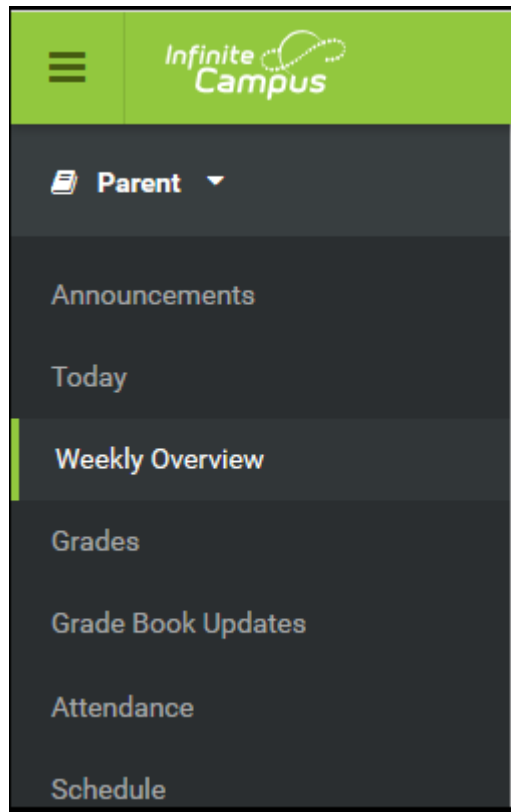 Infinite
Campus
Parent
Announcements
Today
Weekly Overview
Grades
Grade Book Updates
Attendance
Schedule